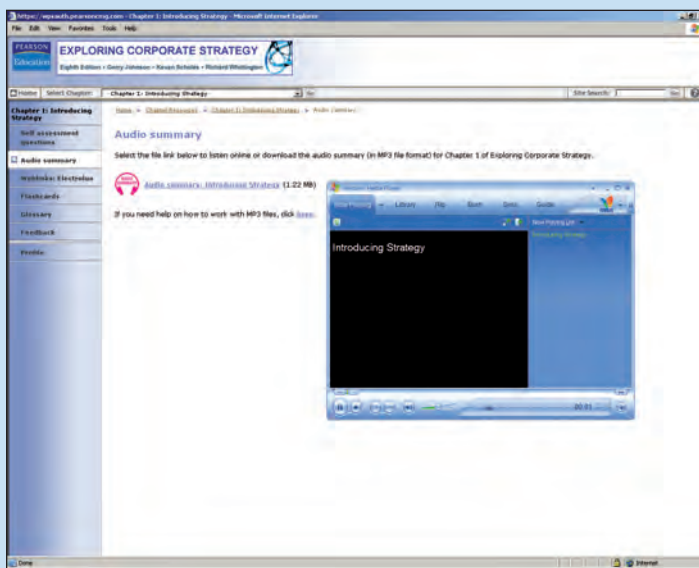 https://wpsauth.pearsoncmg.com - Chapter 1: Introducing Strategy - Microsoft Internet Explorer
File Edit View Favorites Tools Help
PEARSON
Education
EXPLORING CORPORATE STRATEGY
Eighth Edition • Gerry Johnson • Kevan Scholes • Richard Whittington
Home Select Chapter: Chapter 1: Introducing Strategy Go Site Search: Go
Chapter 1: Introducing
Strategy
Self assessment
questions
Audio summary
Weblinks: Electrolux
Flashcards
Glossary
Feedback
Profile
Home > Chapter 1: Introducing Strategy > Audio summary
Audio summary
Select the file link below to listen online or download the audio summary (in MP3 file format) for Chapter 1 of Exploring Corporate Strategy.
Audio summary: Introducing Strategy (1.22 MB)
If you need help on how to work with MP3 files, click here.
Windows Media Player
Now Playing Library Rip Burn Sync Guide
Now Playing List
Introducing Strategy
Introducing Strategy
00:01
Done
Internet